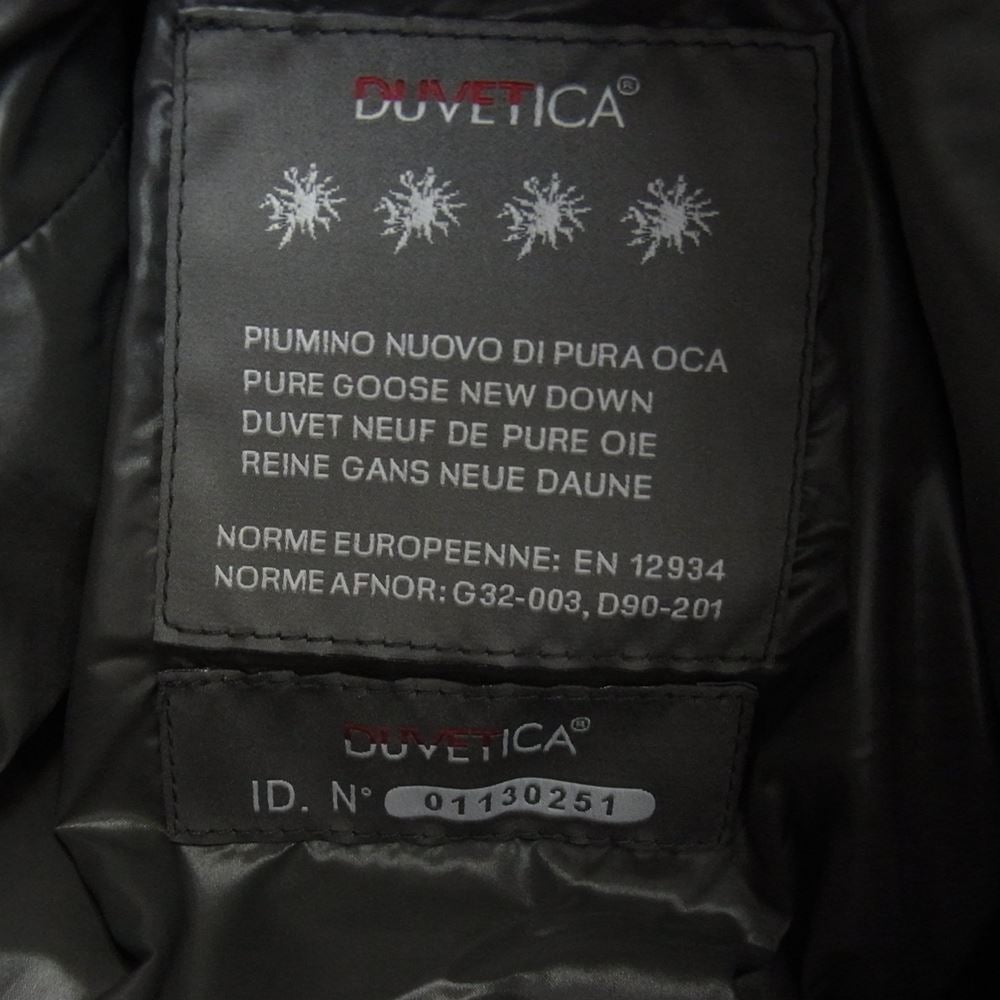 DUVETICA®
PIUMINO NUOVO DI PURA OCA
PURE GOOSE NEW DOWN
DUVET NEUF DE PURE OIE
REINE GANS NEUE DAUNE
NORME EUROPEENNE: EN 12934
NORME AFNOR: G32-003, D90-201
DUVETICA®
ID. N° 01130251